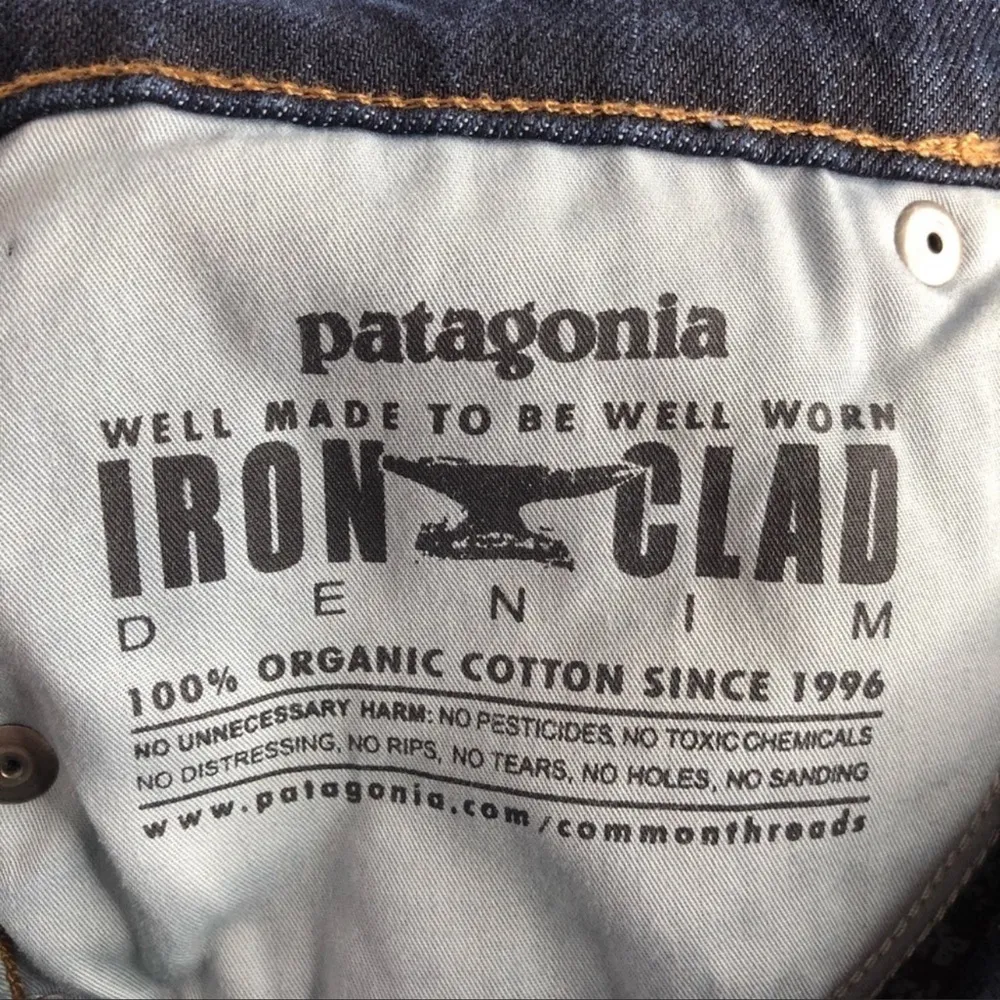 patagonia
WELL MADE TO BE WELL WORN
IRON CLAD
DENIM
100% ORGANIC COTTON SINCE 1996
NO UNNECESSARY HARM: NO PESTICIDES, NO TOXIC CHEMICALS
NO DISTRESSING, NO RIPS, NO TEARS, NO HOLES, NO SANDING
www.patagonia.com/commonthreads